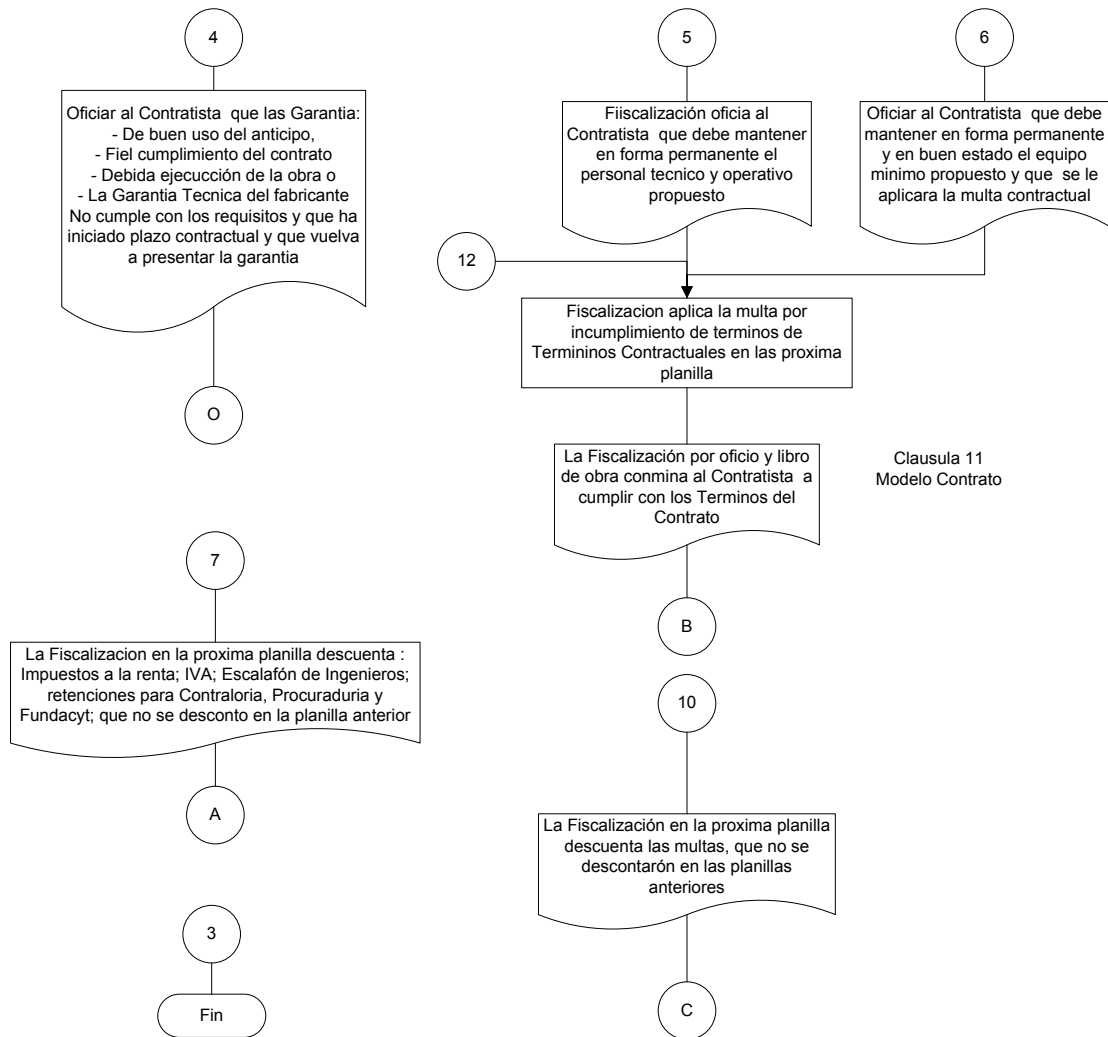 4
Oficiar al Contratista que las Garantia:
- De buen uso del anticipo,
- Fiel cumplimiento del contrato
- Debida ejecucción de la obra o
- La Garantia Tecnica del fabricante
No cumple con los requisitos y que ha
iniciado plazo contractual y que vuelva
a presentar la garantia
O
5
Fiiscalización oficia al
Contratista que debe mantener
en forma permanente el
personal tecnico y operativo
propuesto
6
Oficiar al Contratista que debe
mantener en forma permanente
y en buen estado el equipo
minimo propuesto y que se le
aplicara la multa contractual
12
Fiscalizacion aplica la multa por
incumplimiento de terminos de
Termininos Contractuales en las proxima
planilla
La Fiscalización por oficio y libro
de obra conmina al Contratista a
cumplir con los Terminos del
Contrato
Clausula 11
Modelo Contrato
B
7
La Fiscalizacion en la proxima planilla descuenta :
Impuestos a la renta; IVA; Escalafón de Ingenieros;
retenciones para Contraloria, Procuraduria y
Fundacyt; que no se desconto en la planilla anterior
A
10
La Fiscalización en la proxima planilla
descuenta las multas, que no se
descontarón en las planillas
anteriores
C
3
Fin